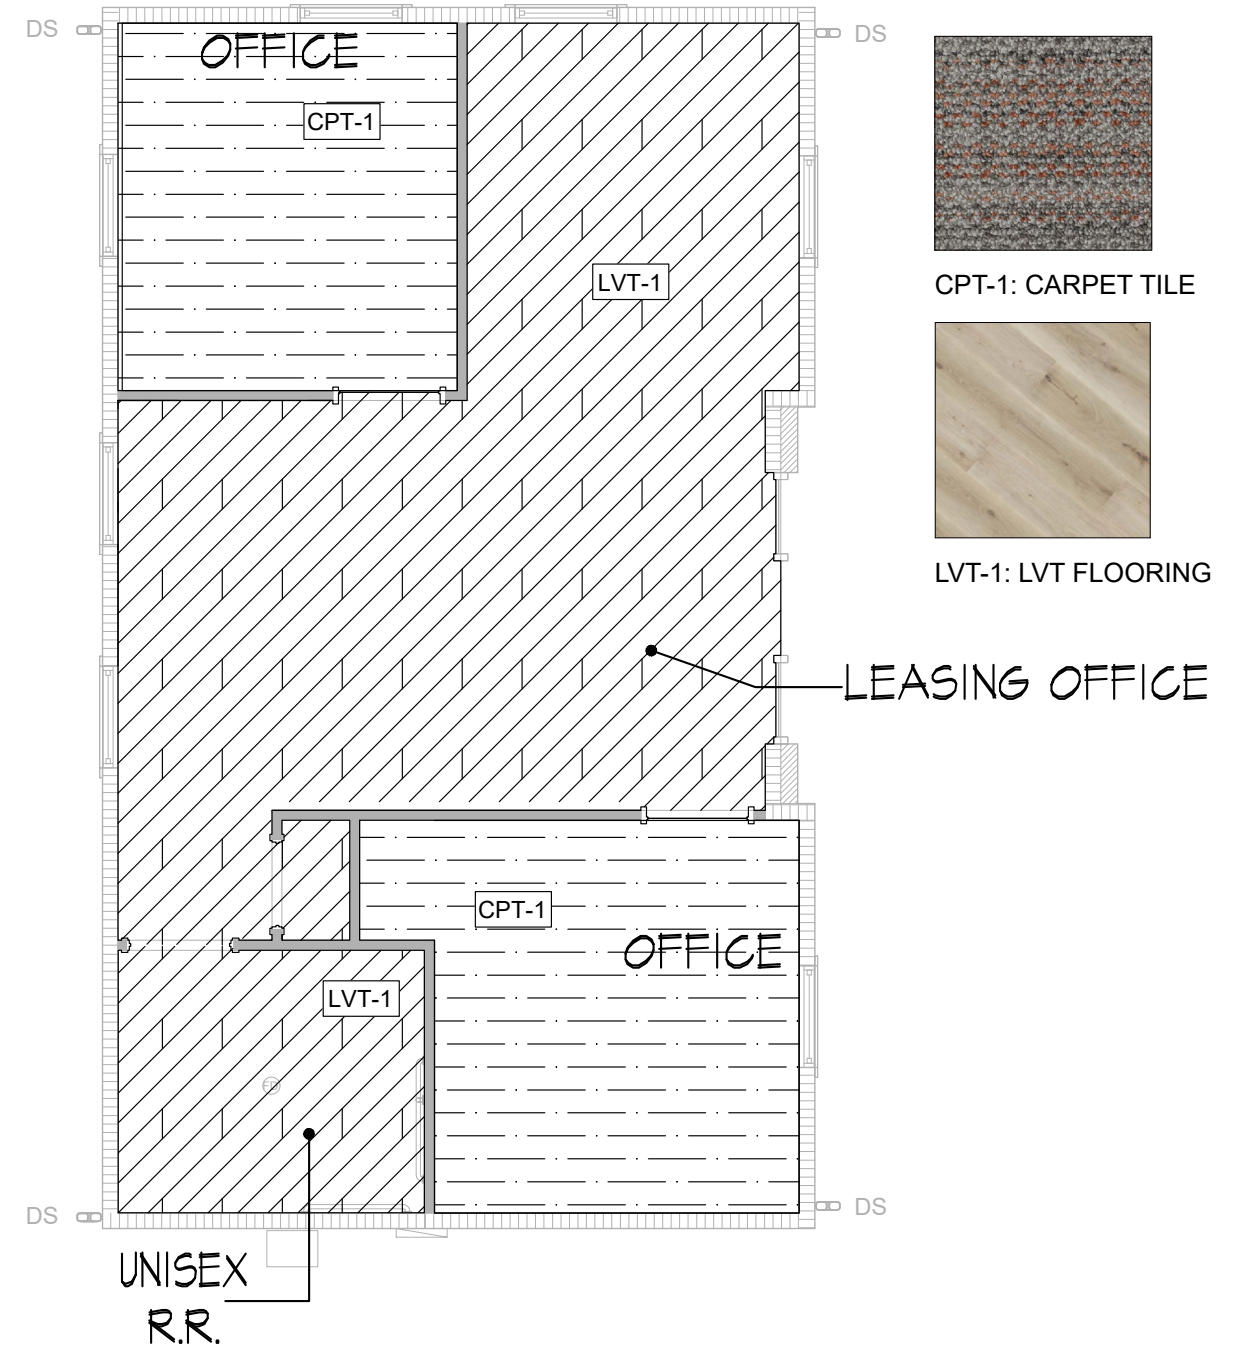 DS
OFFICE
DS
CPT-1
LVT-1
CPT-1: CARPET TILE
LVT-1: LVT FLOORING
LEASING OFFICE
CPT-1
OFFICE
LVT-1
FD
DS
DS
UNISEX
R.R.